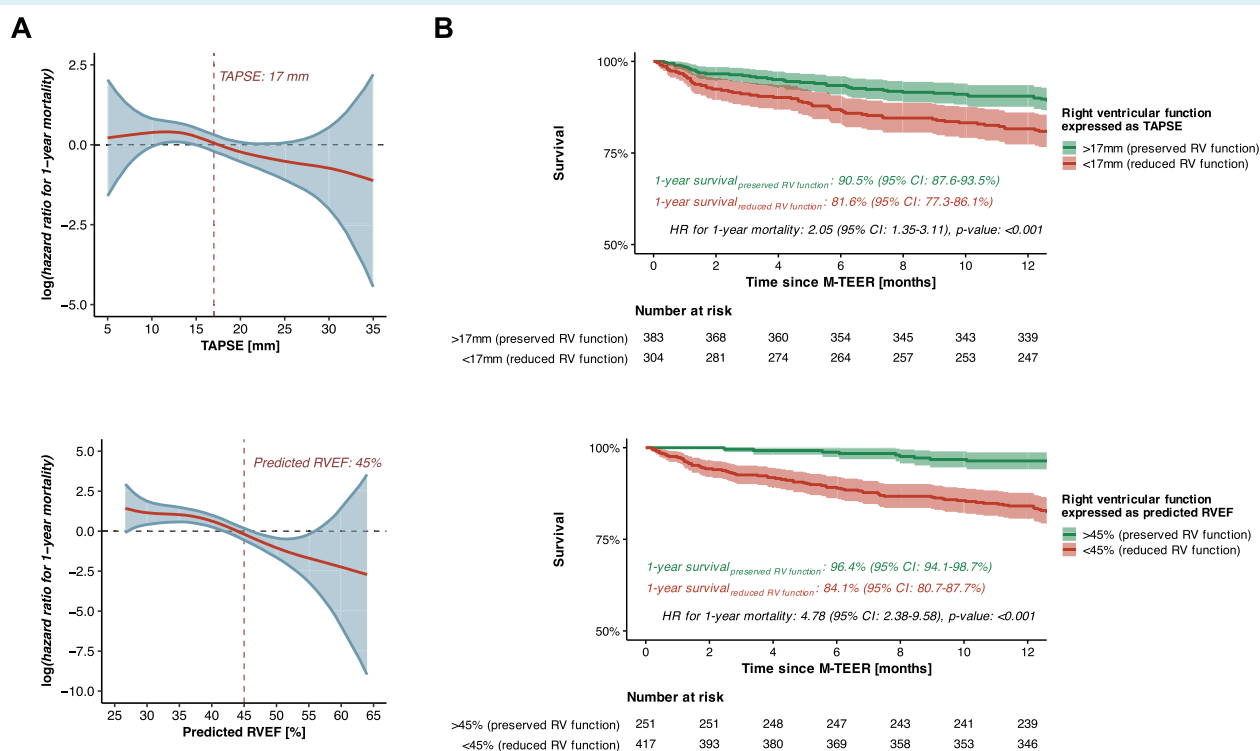 A
2.5
0.0
−2.5
−5.0
log(hazard ratio for 1−year mortality)
TAPSE: 17 mm
5 10 15 20 25 30 35
TAPSE [mm]
5.0
2.5
0.0
−2.5
−5.0
−7.5
−10.0
log(hazard ratio for 1−year mortality)
Predicted RVEF: 45%
25 30 35 40 45 50 55 60 65
Predicted RVEF [%]
B
100%
75%
50%
Survival
1-year survival preserved RV function: 90.5% (95% CI: 87.6-93.5%)
1-year survival reduced RV function: 81.6% (95% CI: 77.3-86.1%)
HR for 1-year mortality: 2.05 (95% CI: 1.35-3.11), p-value: <0.001
0 2 4 6 8 10 12
Time since M-TEER [months]
Right ventricular function
expressed as TAPSE
>17mm (preserved RV function)
<17mm (reduced RV function)
Number at risk
>17mm (preserved RV function) 383 368 360 354 345 343 339
<17mm (reduced RV function) 304 281 274 264 257 253 247
100%
75%
50%
Survival
1-year survival preserved RV function: 96.4% (95% CI: 94.1-98.7%)
1-year survival reduced RV function: 84.1% (95% CI: 80.7-87.7%)
HR for 1-year mortality: 4.78 (95% CI: 2.38-9.58), p-value: <0.001
0 2 4 6 8 10 12
Time since M-TEER [months]
Right ventricular function
expressed as predicted RVEF
>45% (preserved RV function)
<45% (reduced RV function)
Number at risk
>45% (preserved RV function) 251 251 248 247 243 241 239
<45% (reduced RV function) 417 393 380 369 358 353 346